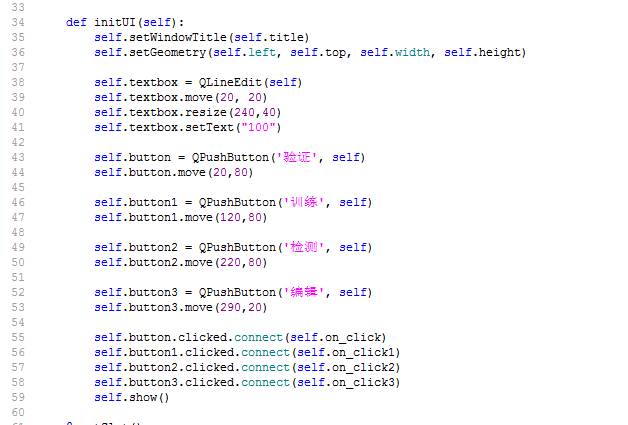 33
34 def initUI(self):
35 self.setWindowTitle(self.title)
36 self.setGeometry(self.left, self.top, self.width, self.height)
37
38 self.textbox = QLineEdit(self)
39 self.textbox.move(20, 20)
40 self.textbox.resize(240,40)
41 self.textbox.setText("100")
42
43 self.button = QPushButton('验证', self)
44 self.button.move(20,80)
45
46 self.button1 = QPushButton('训练', self)
47 self.button1.move(120,80)
48
49 self.button2 = QPushButton('检测', self)
50 self.button2.move(220,80)
51
52 self.button3 = QPushButton('编辑', self)
53 self.button3.move(290,20)
54
55 self.button.clicked.connect(self.on_click)
56 self.button1.clicked.connect(self.on_click1)
57 self.button2.clicked.connect(self.on_click2)
58 self.button3.clicked.connect(self.on_click3)
59 self.show()
60